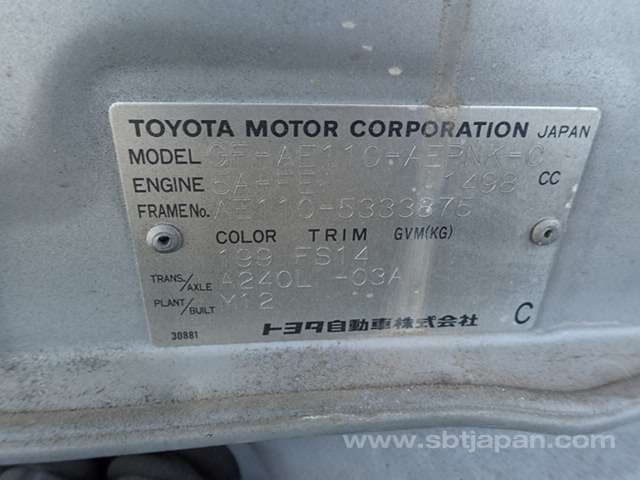 TOYOTA MOTOR CORPORATION JAPAN
MODEL GF-AE110-AEPNK-C
ENGINE 5A-FE 1498 CC
FRAME No. AE110-5333875
COLOR TRIM GVM(KG)
199 FS14
TRANS./AXLE A240L -03A
PLANT/BUILT M12
30881
トヨタ自動車株式会社 C
www.sbtjapan.com